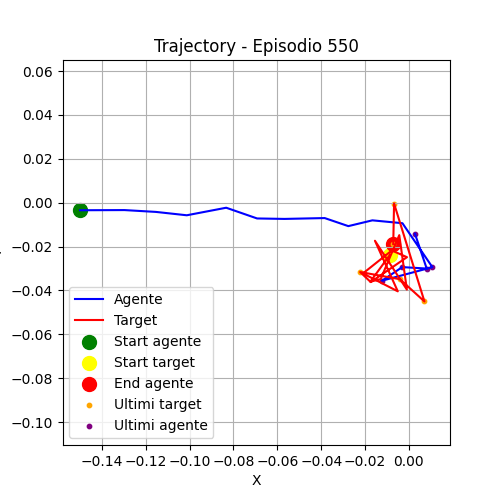 Trajectory - Episodio 550
0.06
0.04
0.02
0.00
−0.02
−0.04
−0.06
−0.08
−0.10
Agente
Target
Start agente
Start target
End agente
Ultimi target
Ultimi agente
−0.14 −0.12 −0.10 −0.08 −0.06 −0.04 −0.02 0.00
X